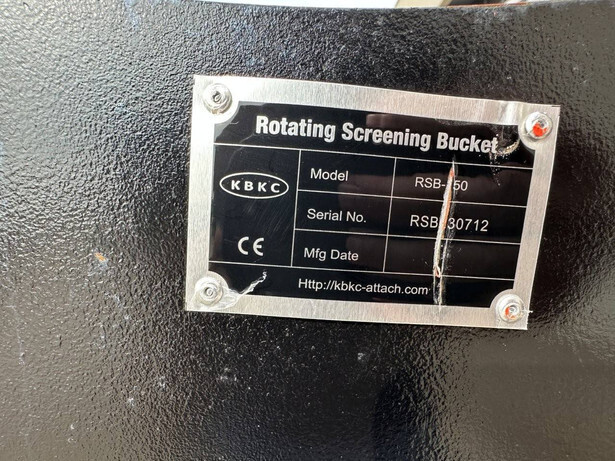 Rotating Screening Bucket
KBKC
Model
Serial No. 
Mfg Date
CE
Http://kbkc-attach.com